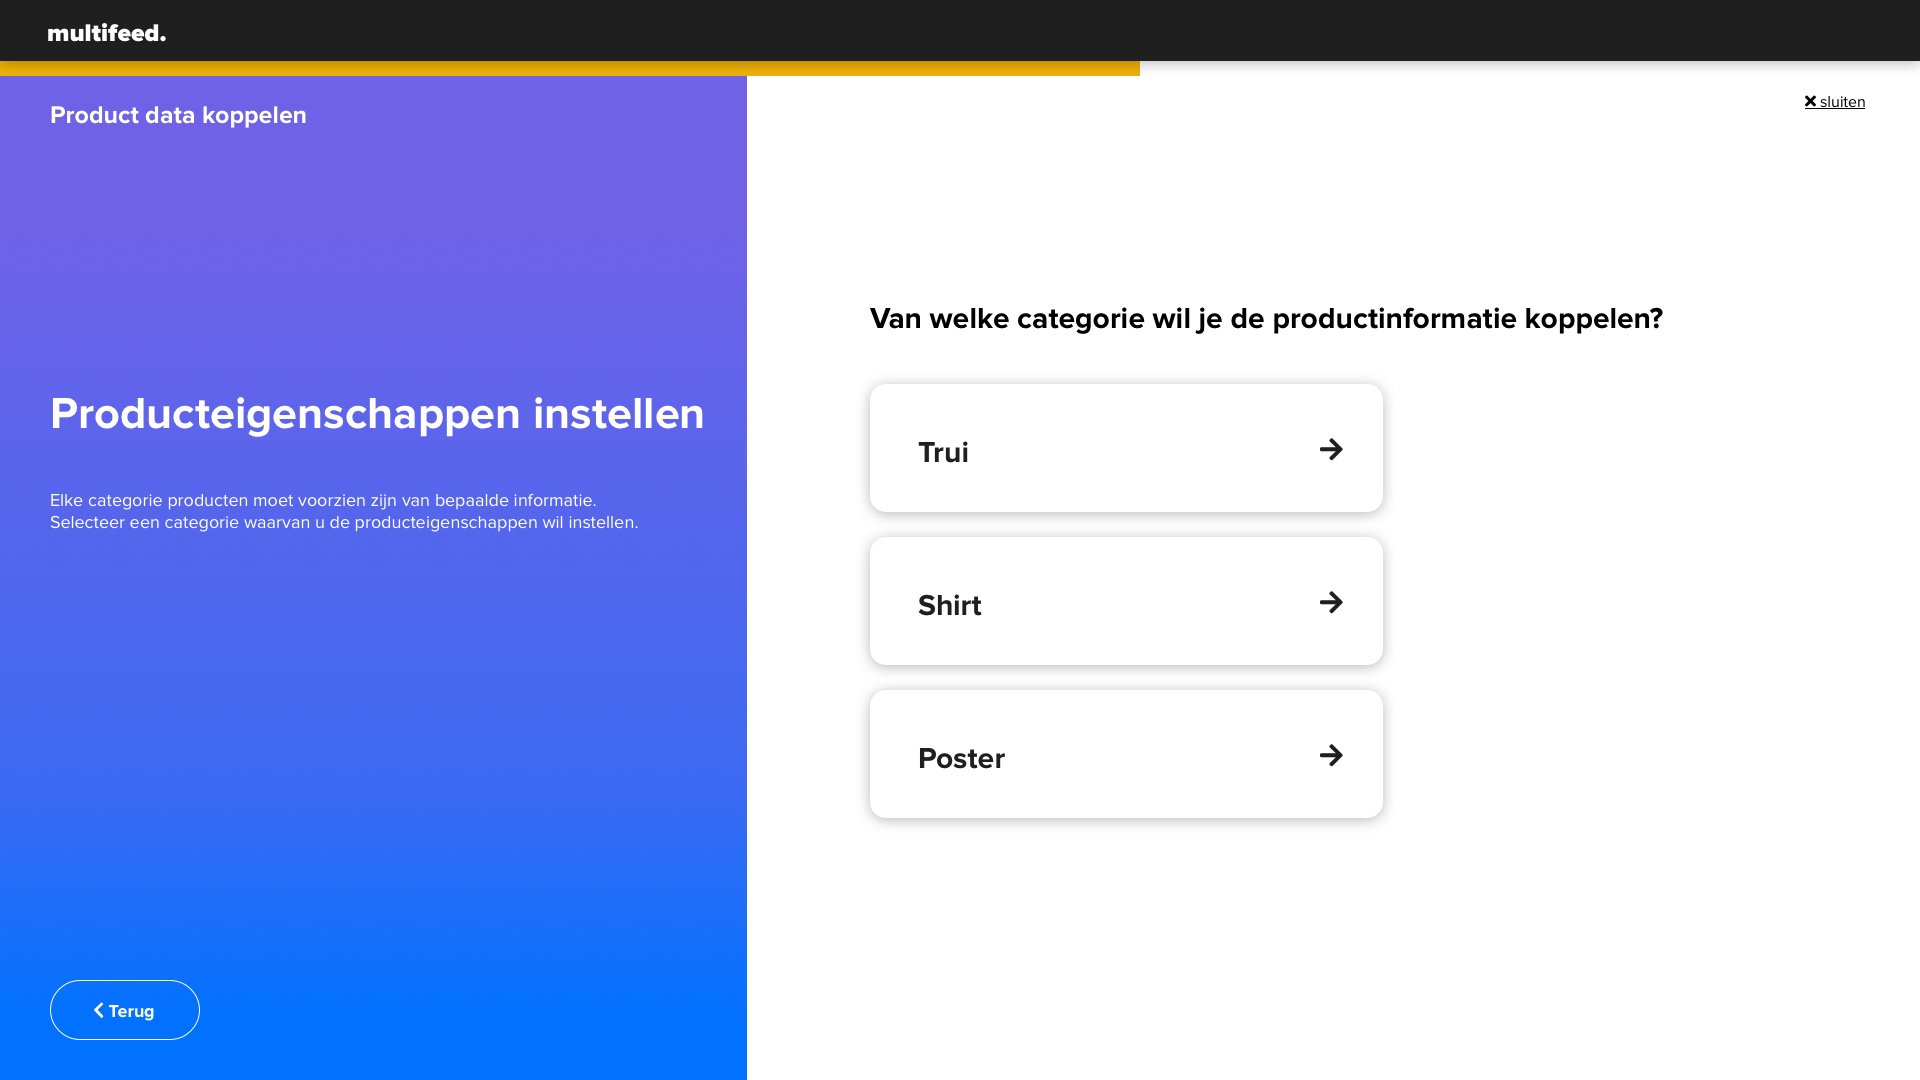 multifeed.
Product data koppelen
sluiten
Producteigenschappen instellen
Elke categorie producten moet voorzien zijn van bepaalde informatie.
Selecteer een categorie waarvan u de producteigenschappen wil instellen.
Terug
Van welke categorie wil je de productinformatie koppelen?
Trui
Shirt
Poster